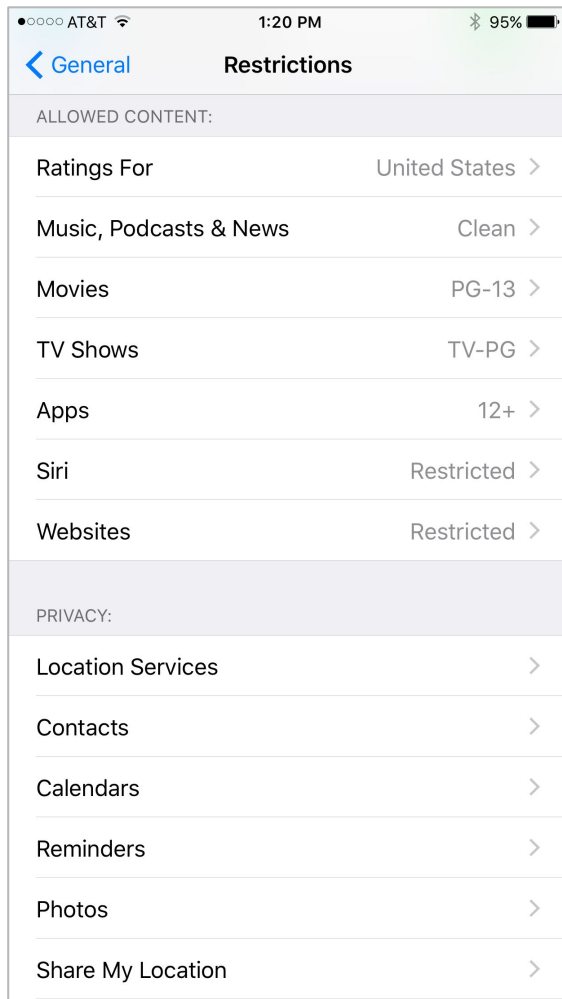 AT&T 1:20 PM 95%
General Restrictions
ALLOWED CONTENT:
Ratings For United States
Music, Podcasts & News Clean
Movies PG-13
TV Shows TV-PG
Apps 12+
Siri Restricted
Websites Restricted
PRIVACY:
Location Services
Contacts
Calendars
Reminders
Photos
Share My Location